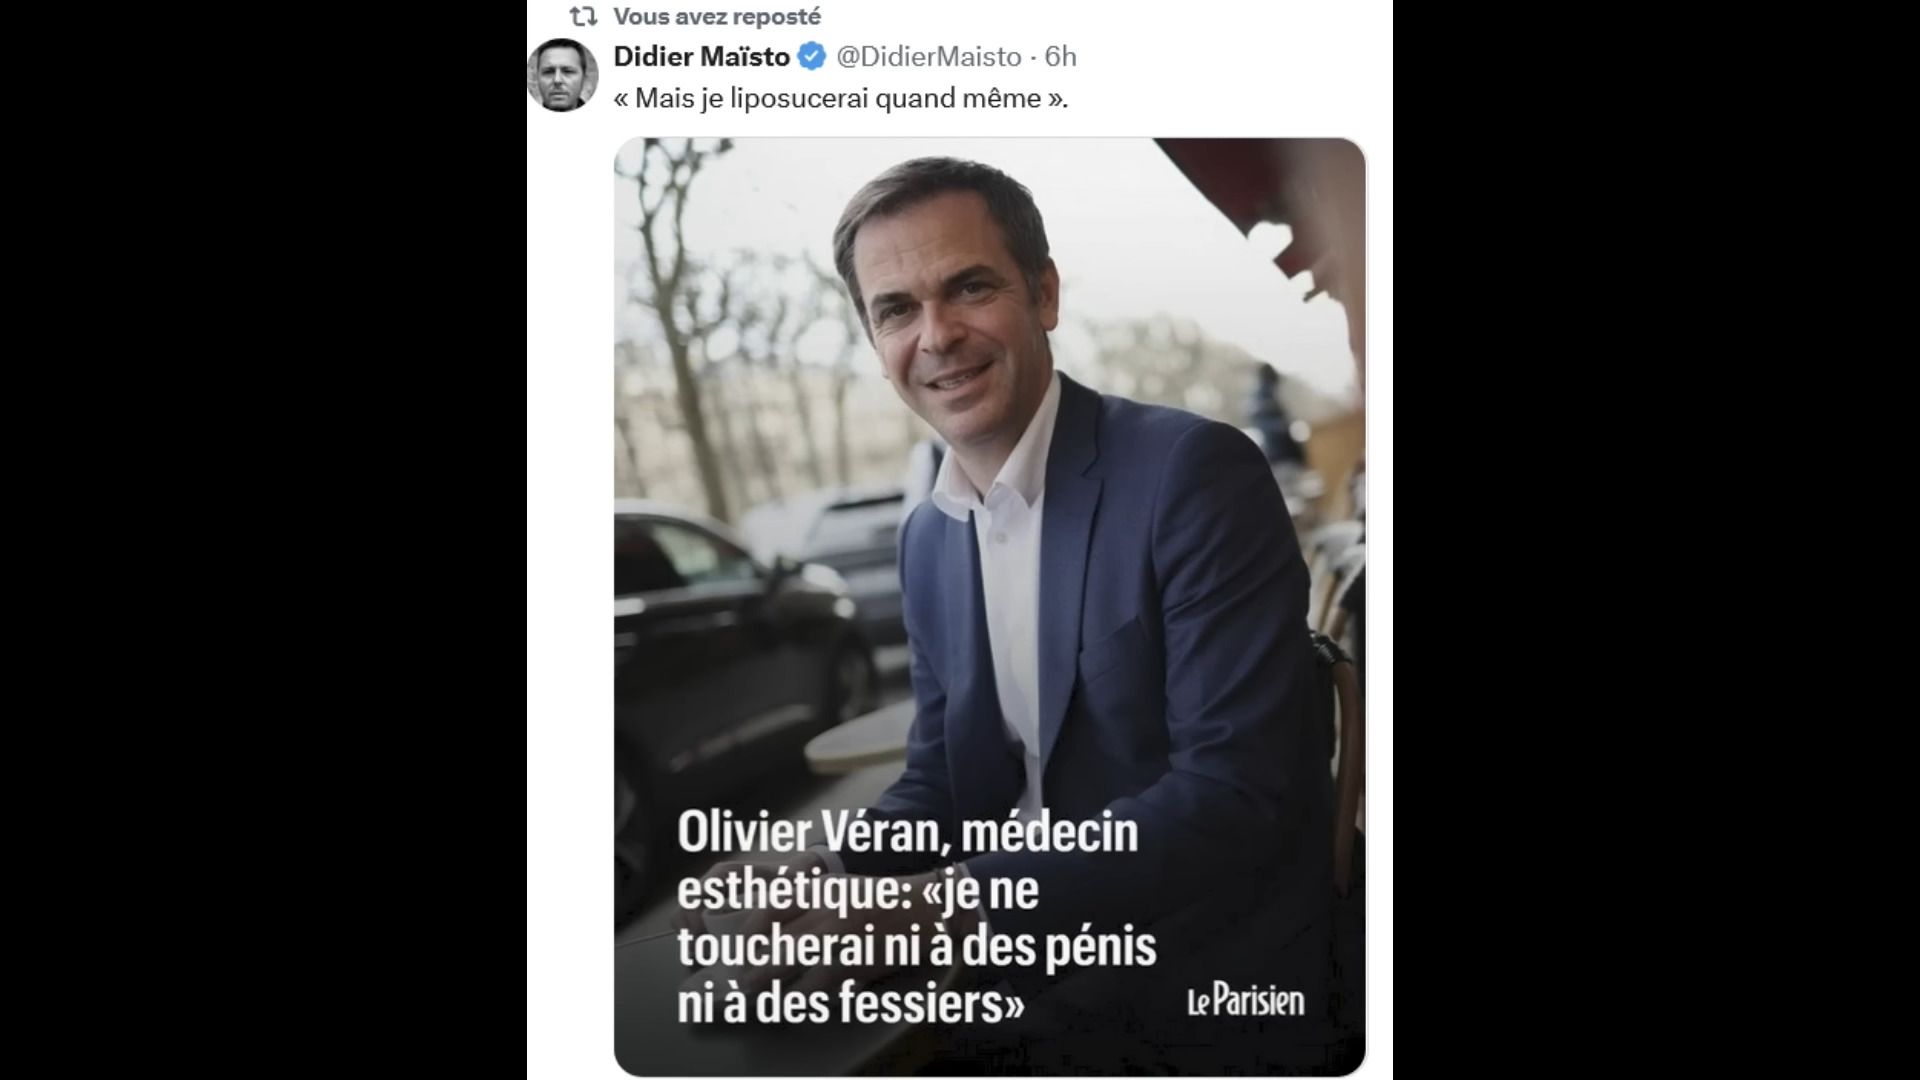 Vous avez reposté
Didier Maïsto @DidierMaisto · 6h
« Mais je liposucerai quand même ».
Olivier Véran, médecin
esthétique: «je ne
toucherai ni à des pénis
ni à des fessiers»
Le Parisien